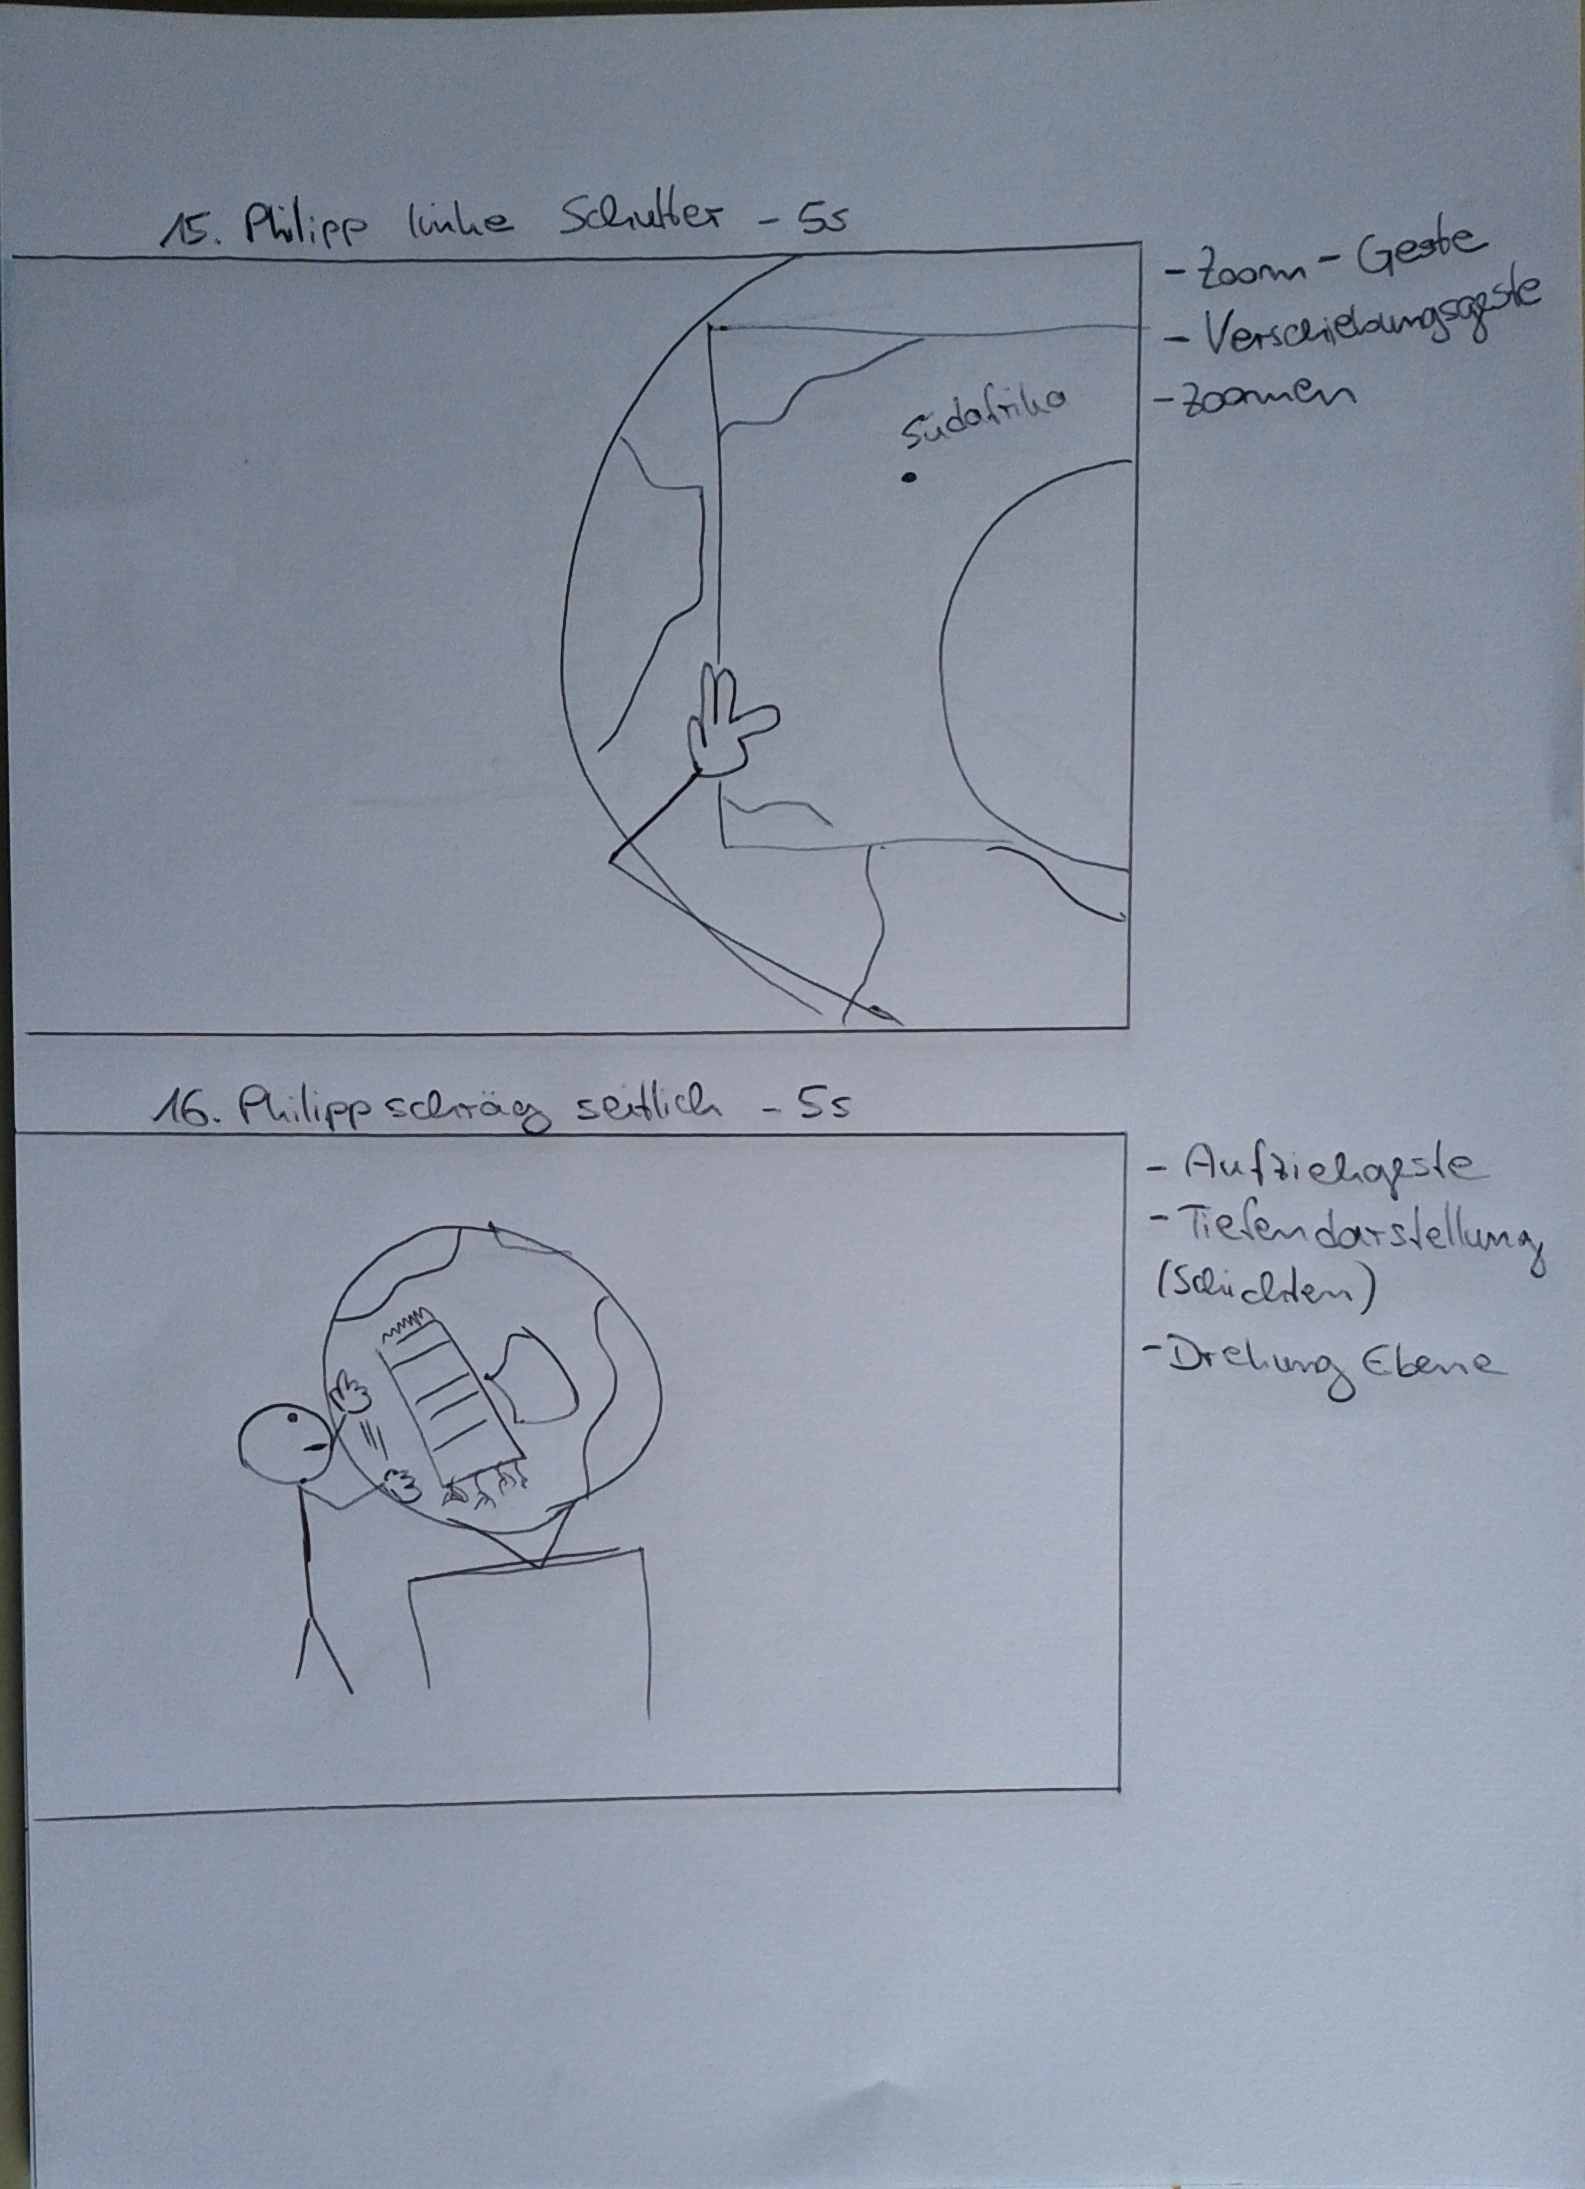 15. Philipp linke Schulter - 5s
- Zoom - Geste
- Verschiebungsgeste
- Zoomen
Südafrika
16. Philipp schräg seitlich - 5s
- Aufziehgeste
- Tiefendarstellung
(Schichten)
- Drehung Ebene